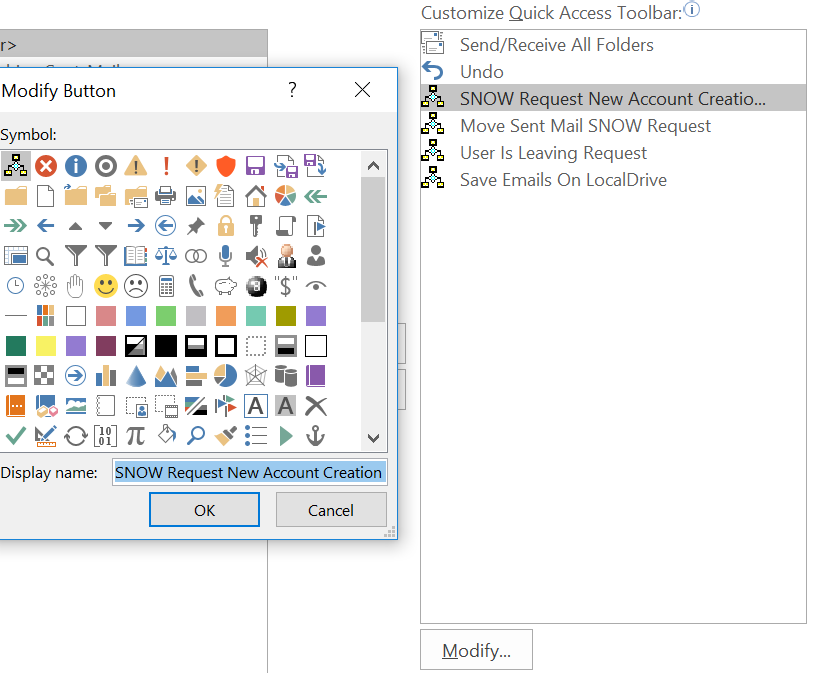 Customize Quick Access Toolbar:
r>
Send/Receive All Folders
Undo
SNOW Request New Account Creatio...
Move Sent Mail SNOW Request
User Is Leaving Request
Save Emails On LocalDrive
Modify Button
?
Symbol:
Display name:
SNOW Request New Account Creation
OK
Cancel
Modify...